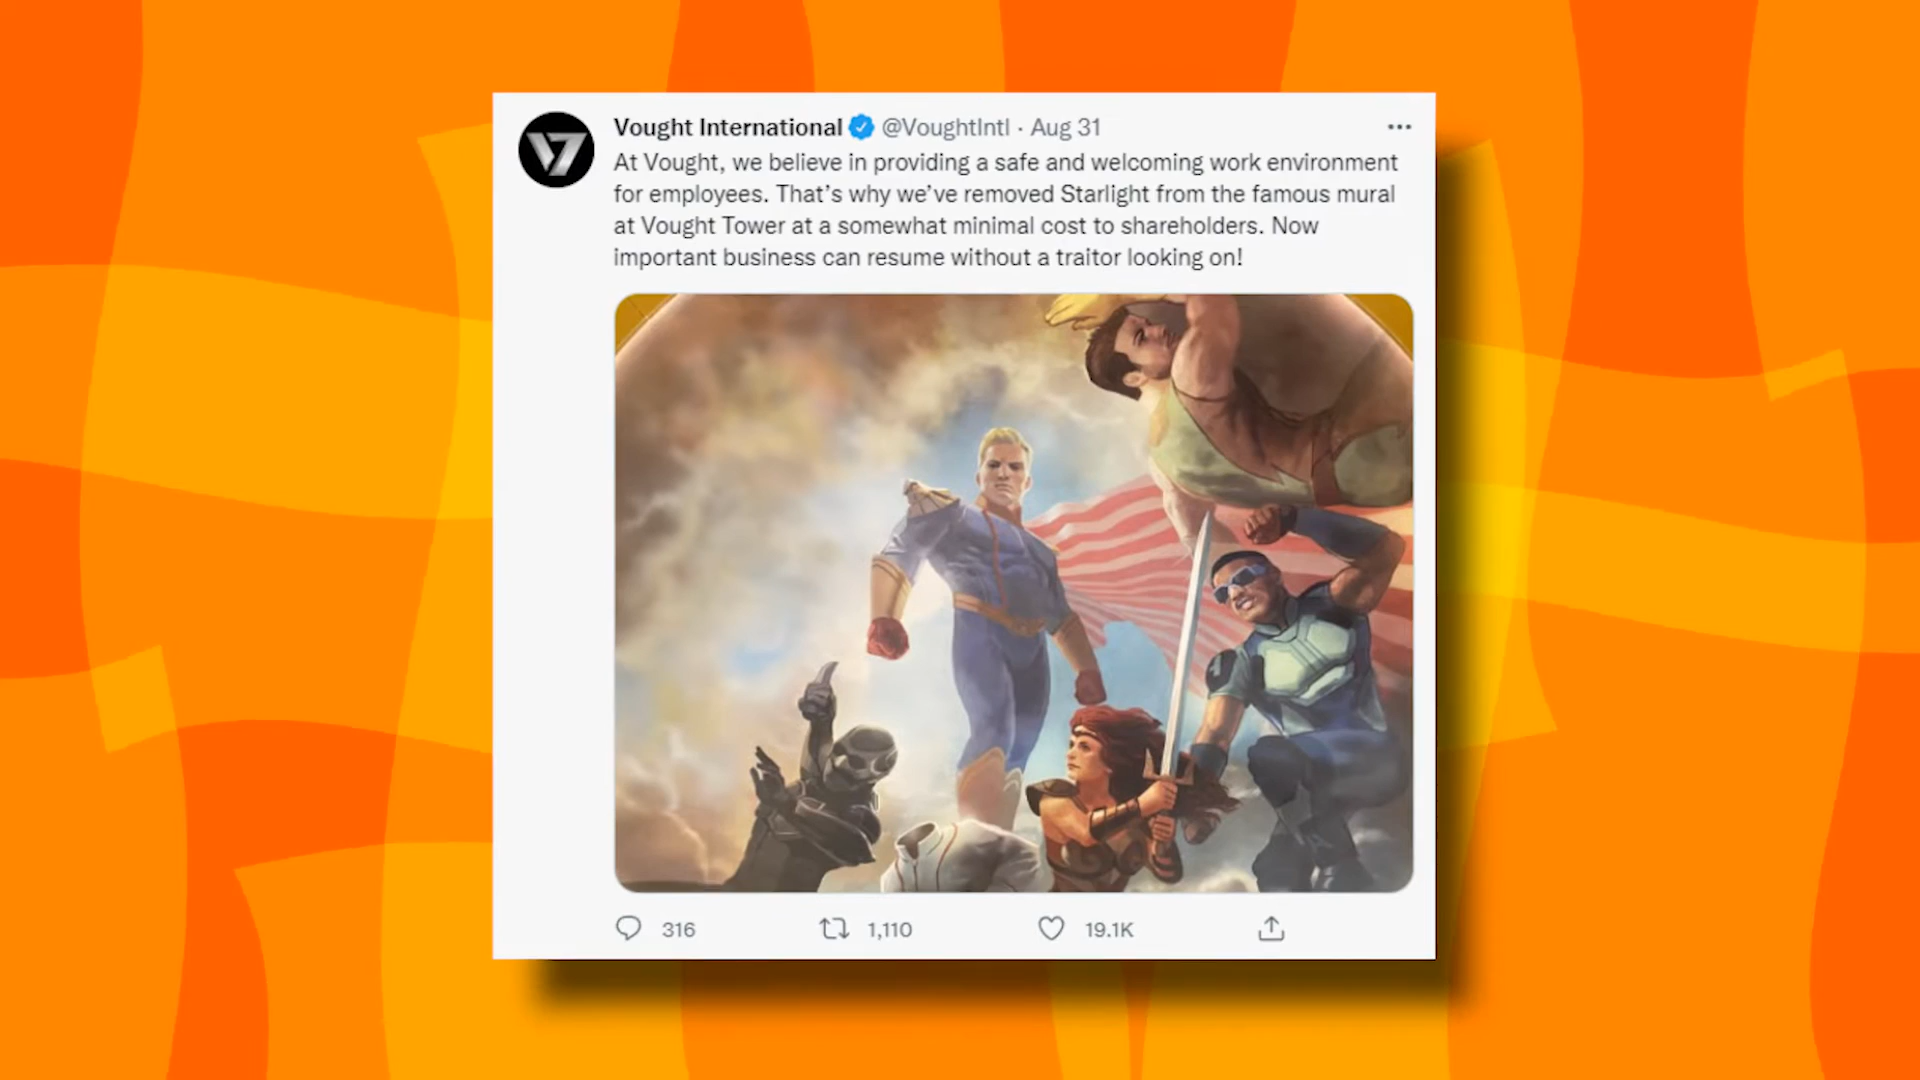 Vought International @VoughtIntl · Aug 31
At Vought, we believe in providing a safe and welcoming work environment
for employees. That’s why we’ve removed Starlight from the famous mural
at Vought Tower at a somewhat minimal cost to shareholders. Now
important business can resume without a traitor looking on!
316 1,110 19.1K